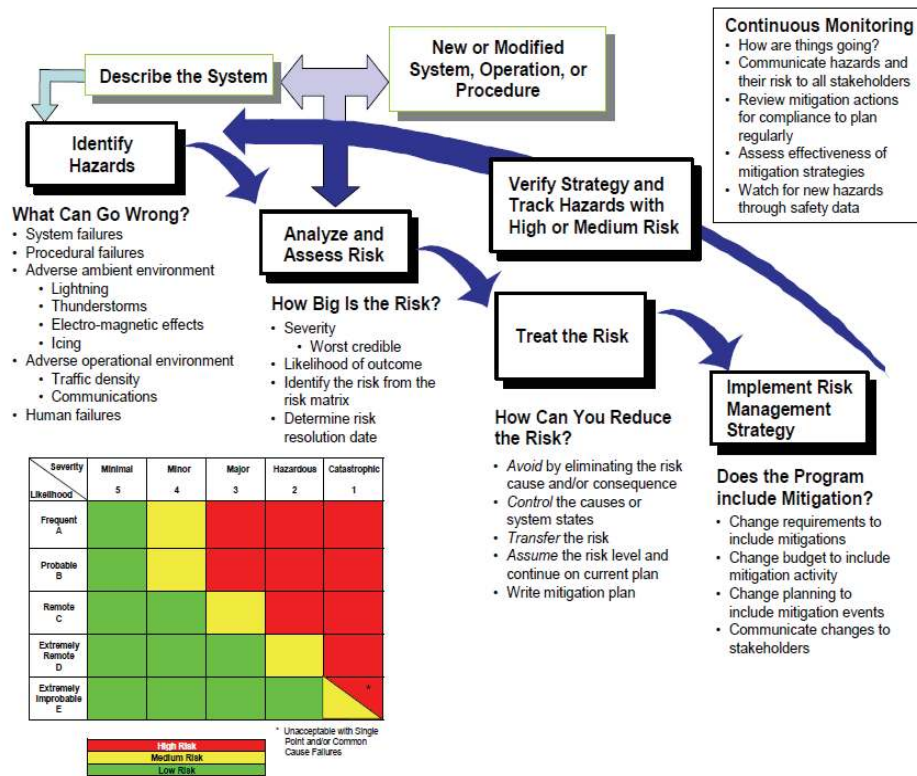 Describe the System
New or Modified
System, Operation, or
Procedure
Continuous Monitoring
• How are things going?
• Communicate hazards and
their risk to all stakeholders
• Review mitigation actions
for compliance to plan
regularly
• Assess effectiveness of
mitigation strategies
• Watch for new hazards
through safety data
Identify
Hazards
What Can Go Wrong?
• System failures
• Procedural failures
• Adverse ambient environment
• Lightning
• Thunderstorms
• Electro-magnetic effects
• Icing
• Adverse operational environment
• Traffic density
• Communications
• Human failures
Analyze and
Assess Risk
How Big Is the Risk?
• Severity
• Worst credible
• Likelihood of outcome
• Identify the risk from the
risk matrix
• Determine risk
resolution date
Verify Strategy and
Track Hazards with
High or Medium Risk
Treat the Risk
How Can You Reduce
the Risk?
• Avoid by eliminating the risk
cause and/or consequence
• Control the causes or
system states
• Transfer the risk
• Assume the risk level and
continue on current plan
• Write mitigation plan
Implement Risk
Management
Strategy
Does the Program
include Mitigation?
• Change requirements to
include mitigations
• Change budget to include
mitigation activity
• Change planning to
include mitigation events
• Communicate changes to
stakeholders
Severity
Likelihood
Minimal
5
Minor
4
Major
3
Hazardous
2
Catastrophic
1
Frequent
A
Probable
B
Remote
C
Extremely
Remote
D
Extremely
Improbable
E
*
* Unacceptable with Single
Point and/or Common
Cause Failures
High Risk
Medium Risk
Low Risk